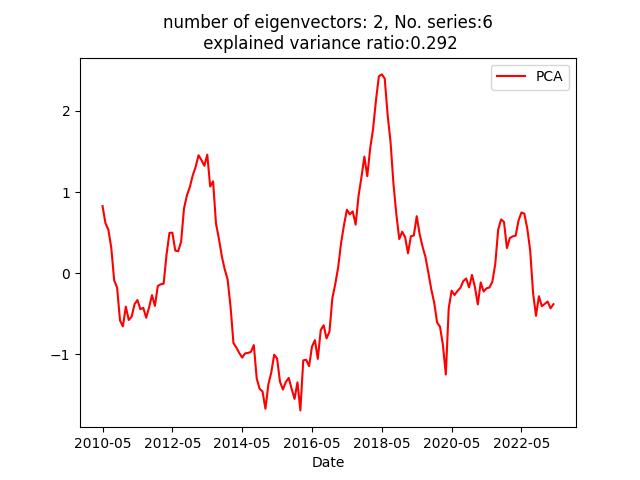 number of eigenvectors: 2, No. series:6
explained variance ratio:0.292
PCA
2
1
0
−1
2010-05 2012-05 2014-05 2016-05 2018-05 2020-05 2022-05
Date